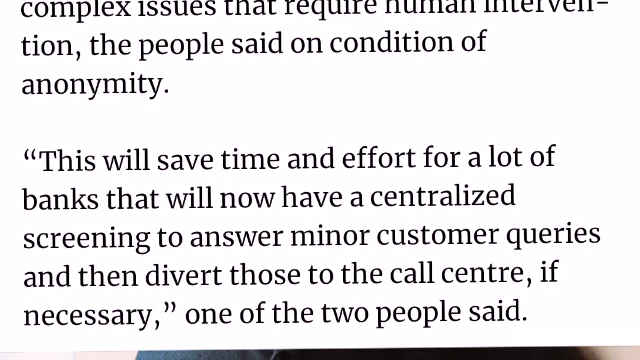 complex issues that require human interven-
tion, the people said on condition of
anonymity.
“This will save time and effort for a lot of
banks that will now have a centralized
screening to answer minor customer queries
and then divert those to the call centre, if
necessary,” one of the two people said.